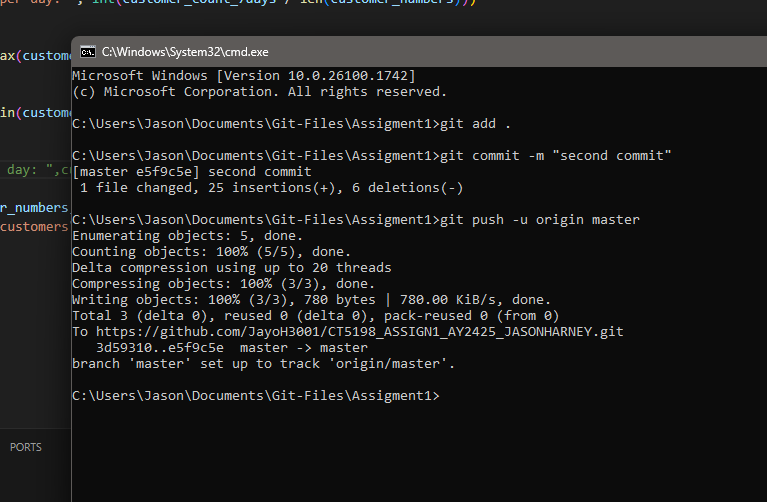 per day: ", int(customer_count_7days / len(customer_numbers)))
ax(custome
in(custome
day: ",c
r_numbers
customers
C:\Windows\System32\cmd.exe
Microsoft Windows [Version 10.0.26100.1742]
(c) Microsoft Corporation. All rights reserved.
C:\Users\Jason\Documents\Git-Files\Assigment1>git add .
C:\Users\Jason\Documents\Git-Files\Assigment1>git commit -m "second commit"
[master e5f9c5e] second commit
1 file changed, 25 insertions(+), 6 deletions(-)
C:\Users\Jason\Documents\Git-Files\Assigment1>git push -u origin master
Enumerating objects: 5, done.
Counting objects: 100% (5/5), done.
Delta compression using up to 20 threads
Compressing objects: 100% (3/3), done.
Writing objects: 100% (3/3), 780 bytes | 780.00 KiB/s, done.
Total 3 (delta 0), reused 0 (delta 0), pack-reused 0 (from 0)
To https://github.com/JayoH3001/CT5198_ASSIGN1_AY2425_JASONHARNEY.git
3d59310..e5f9c5e  master -> master
branch 'master' set up to track 'origin/master'.
C:\Users\Jason\Documents\Git-Files\Assigment1>
PORTS